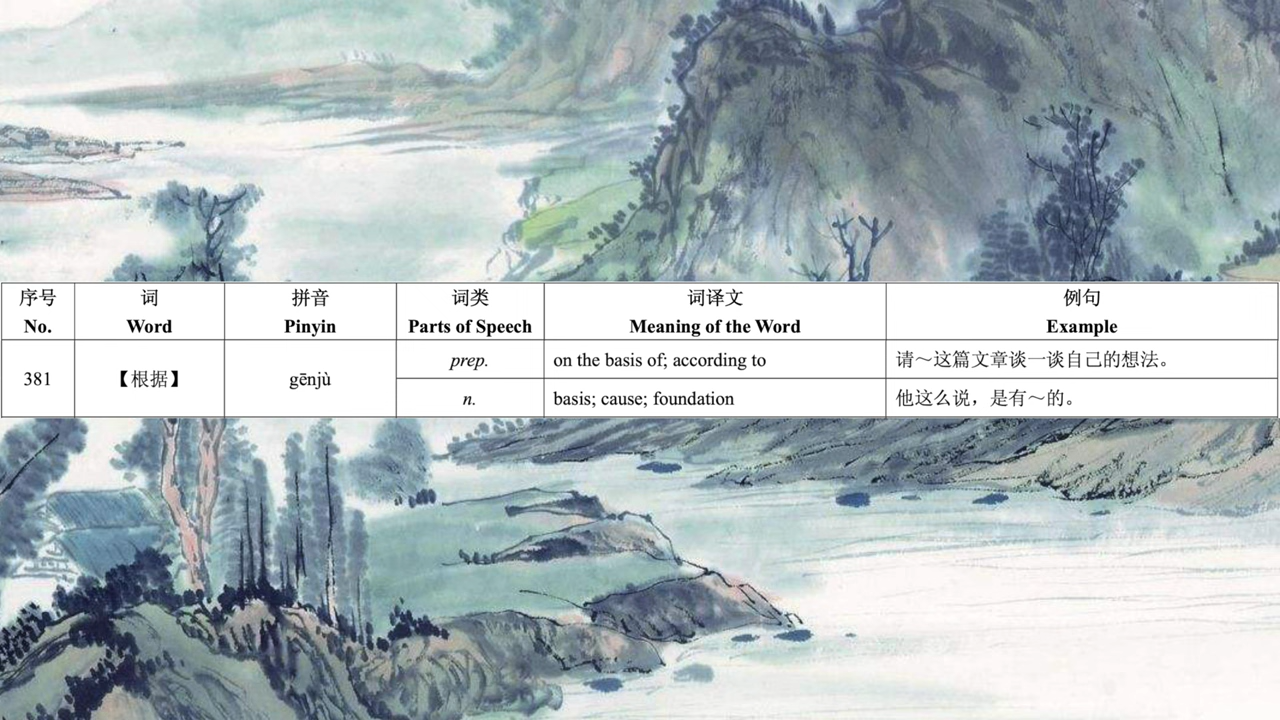 序号 词 拼音 词类 词译文 例句
No. Word Pinyin Parts of Speech Meaning of the Word Example
381 【根据】 gēnjù prep. on the basis of; according to 请～这篇文章谈一谈自己的想法。
n. basis; cause; foundation 他这么说，是有～的。